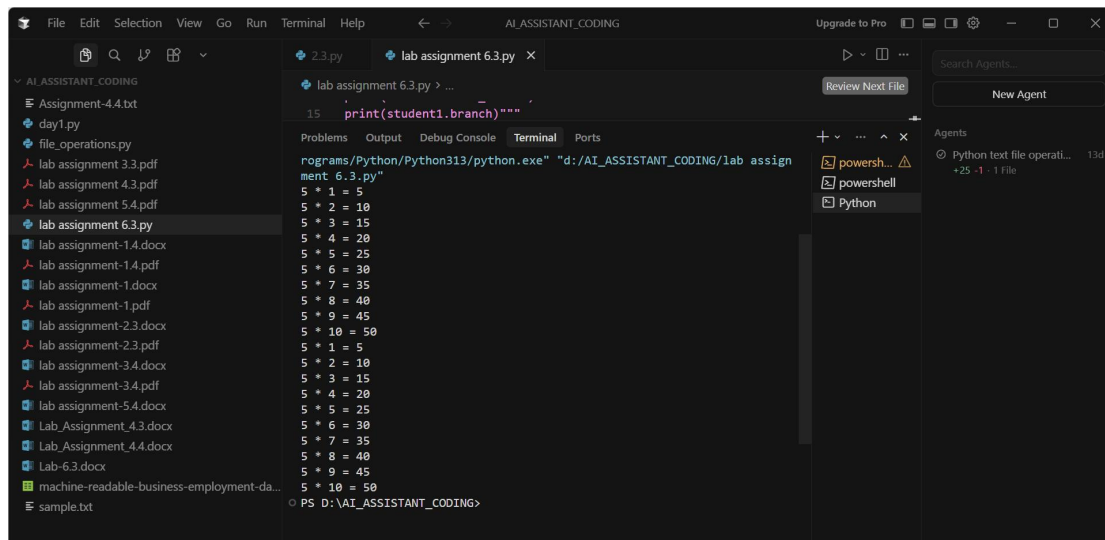 File Edit Selection View Go Run Terminal Help AI_ASSISTANT_CODING Upgrade to Pro
AI_ASSISTANT_CODING
Assignment-4.4.txt
day1.py
file_operations.py
lab assignment 3.3.pdf
lab assignment 4.3.pdf
lab assignment 5.4.pdf
lab assignment 6.3.py
lab assignment-1.4.docx
lab assignment-1.4.pdf
lab assignment-1.docx
lab assignment-1.pdf
lab assignment-2.3.docx
lab assignment-2.3.pdf
lab assignment-3.4.docx
lab assignment-3.4.pdf
lab assignment-5.4.docx
Lab_Assignment_4.3.docx
Lab_Assignment_4.4.docx
Lab-6.3.docx
machine-readable-business-employment-da...
sample.txt
2.3.py lab assignment 6.3.py
lab assignment 6.3.py > ...
Review Next File
15 print(student1.branch)"""
Problems Output Debug Console Terminal Ports
rograms/Python/Python313/python.exe" "d:/AI_ASSISTANT_CODING/lab assign
ment 6.3.py"
5 * 1 = 5
5 * 2 = 10
5 * 3 = 15
5 * 4 = 20
5 * 5 = 25
5 * 6 = 30
5 * 7 = 35
5 * 8 = 40
5 * 9 = 45
5 * 10 = 50
5 * 1 = 5
5 * 2 = 10
5 * 3 = 15
5 * 4 = 20
5 * 5 = 25
5 * 6 = 30
5 * 7 = 35
5 * 8 = 40
5 * 9 = 45
5 * 10 = 50
PS D:\AI_ASSISTANT_CODING>
powersh...
powershell
Python
Search Agents...
New Agent
Agents
Python text file operati... 13d
+25 -1 · 1 File